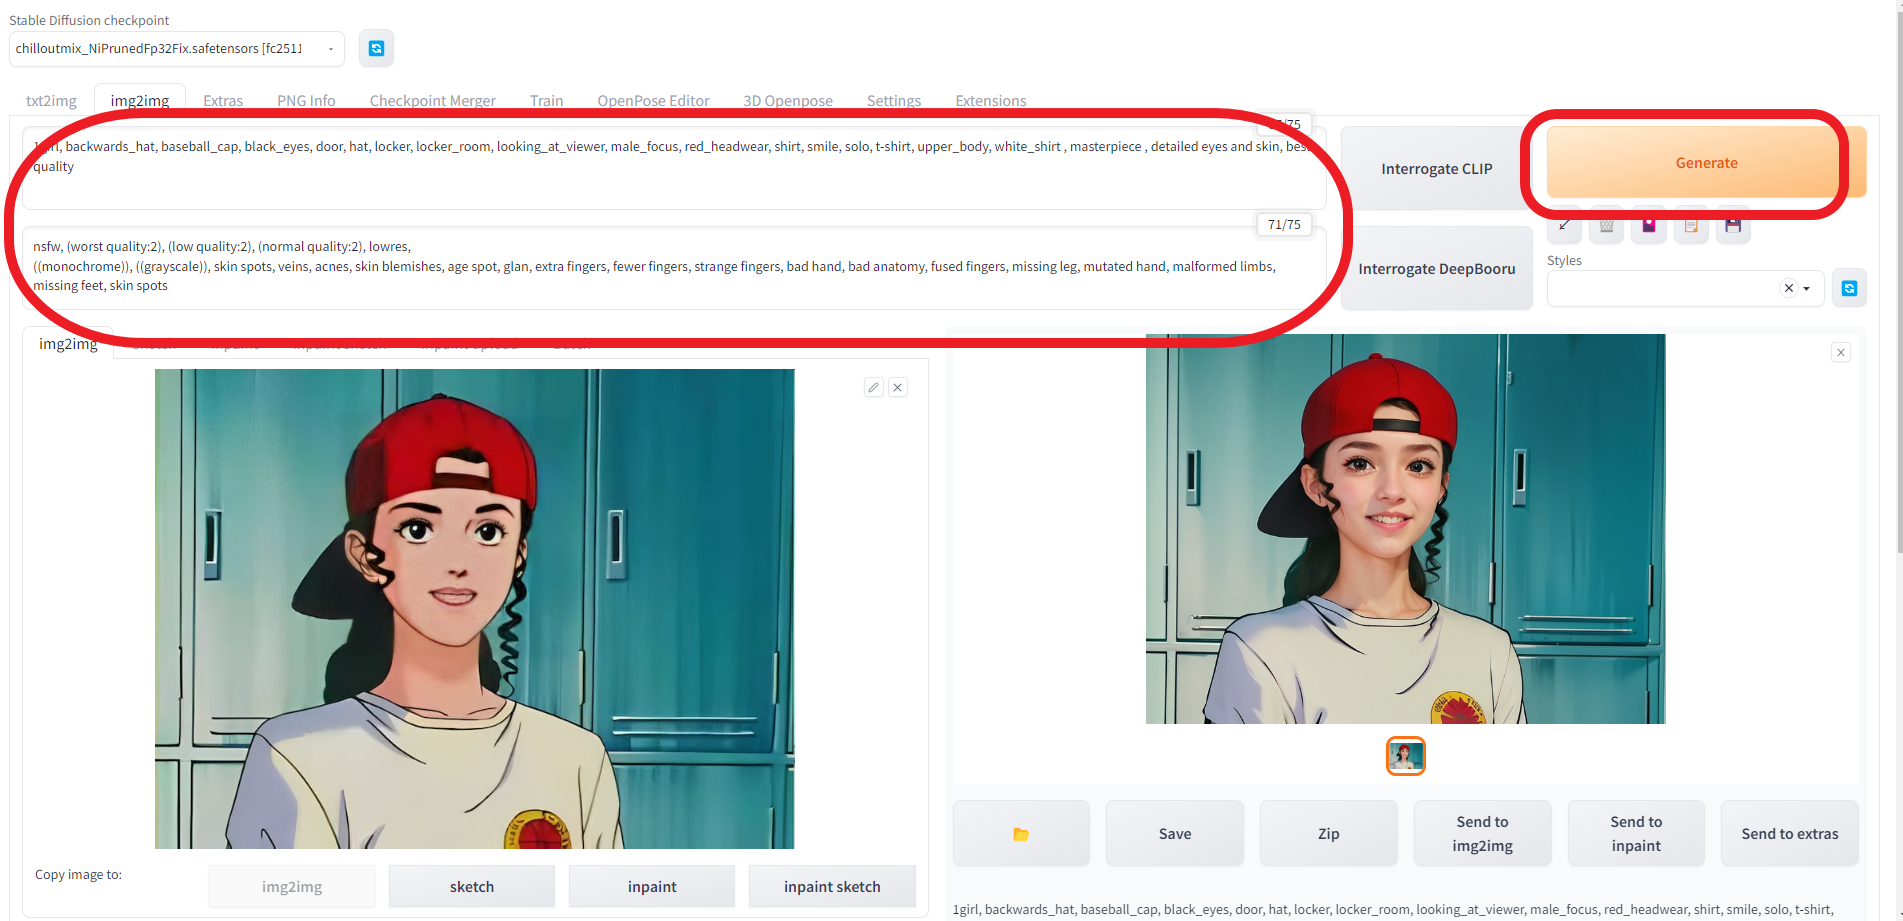 Stable Diffusion checkpoint
chilloutmix_NiPrunedFp32Fix.safetensors [fc2511
txt2img img2img Extras PNG Info Checkpoint Merger Train OpenPose Editor 3D Openpose Settings Extensions
/75
1girl, backwards_hat, baseball_cap, black_eyes, door, hat, locker, locker_room, looking_at_viewer, male_focus, red_headwear, shirt, smile, solo, t-shirt, upper_body, white_shirt , masterpiece , detailed eyes and skin, best
quality
Interrogate CLIP
Generate
71/75
nsfw, (worst quality:2), (low quality:2), (normal quality:2), lowres,
((monochrome)), ((grayscale)), skin spots, veins, acnes, skin blemishes, age spot, glan, extra fingers, fewer fingers, strange fingers, bad hand, bad anatomy, fused fingers, missing leg, mutated hand, malformed limbs,
missing feet, skin spots
Interrogate DeepBooru
Styles
img2img
Copy image to:
img2img
sketch
inpaint
inpaint sketch
Save
Zip
Send to
img2img
Send to
inpaint
Send to extras
1girl, backwards_hat, baseball_cap, black_eyes, door, hat, locker, locker_room, looking_at_viewer, male_focus, red_headwear, shirt, smile, solo, t-shirt,